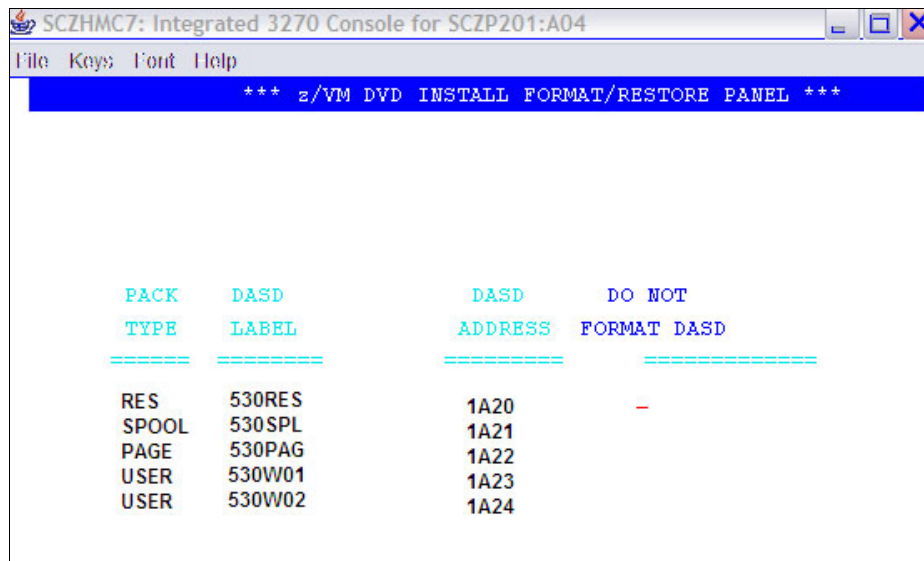 SCZHMC7: Integrated 3270 Console for SCZP201:A04
File Keys Font Help
*** z/VM DVD INSTALL FORMAT/RESTORE PANEL ***
PACK DASD DASD DO NOT
TYPE LABEL ADDRESS FORMAT DASD
====== ======== ========= =============
RES 530RES 1A20 _
SPOOL 530SPL 1A21
PAGE 530PAG 1A22
USER 530W01 1A23
USER 530W02 1A24